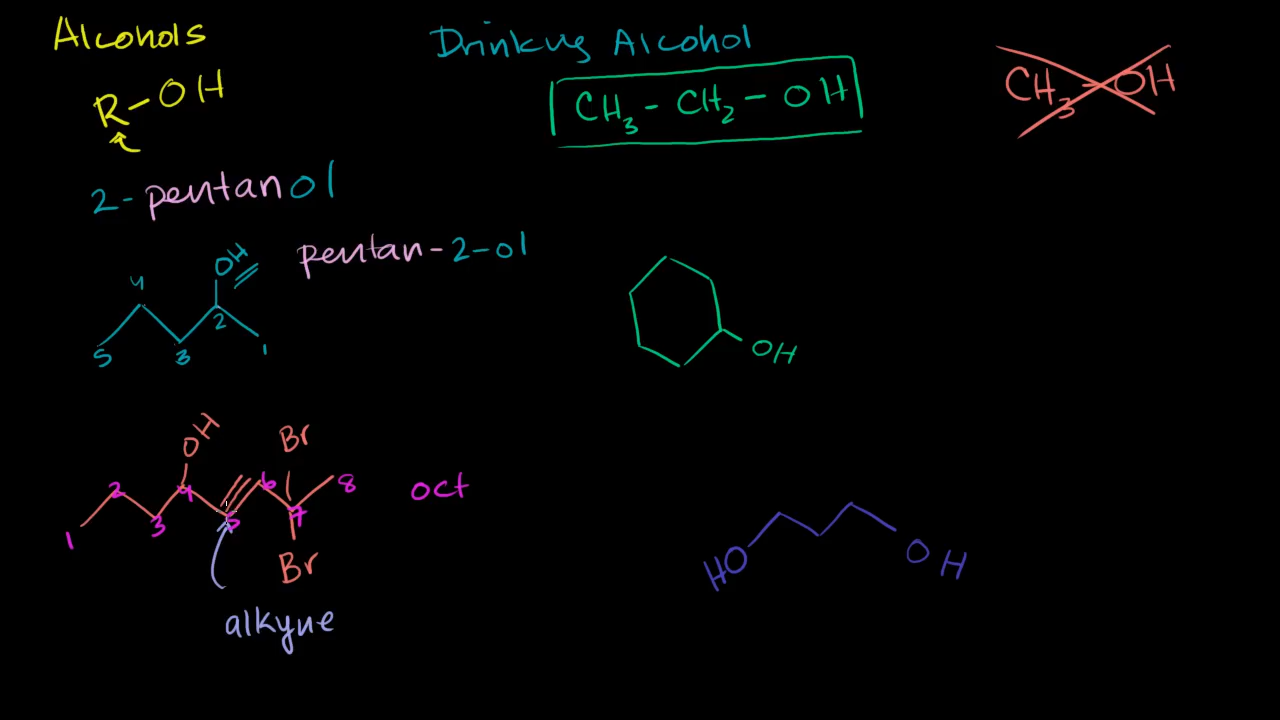 Alcohols
Drinking Alcohol
R-OH
CH3-CH2-OH
CH3-OH
2-pentanol
pentan-2-ol
OH
4
2
5
3
1
OH
OH
Br
1
2
3
4
5
6
7
8
oct
Br
HO
OH
alkyne